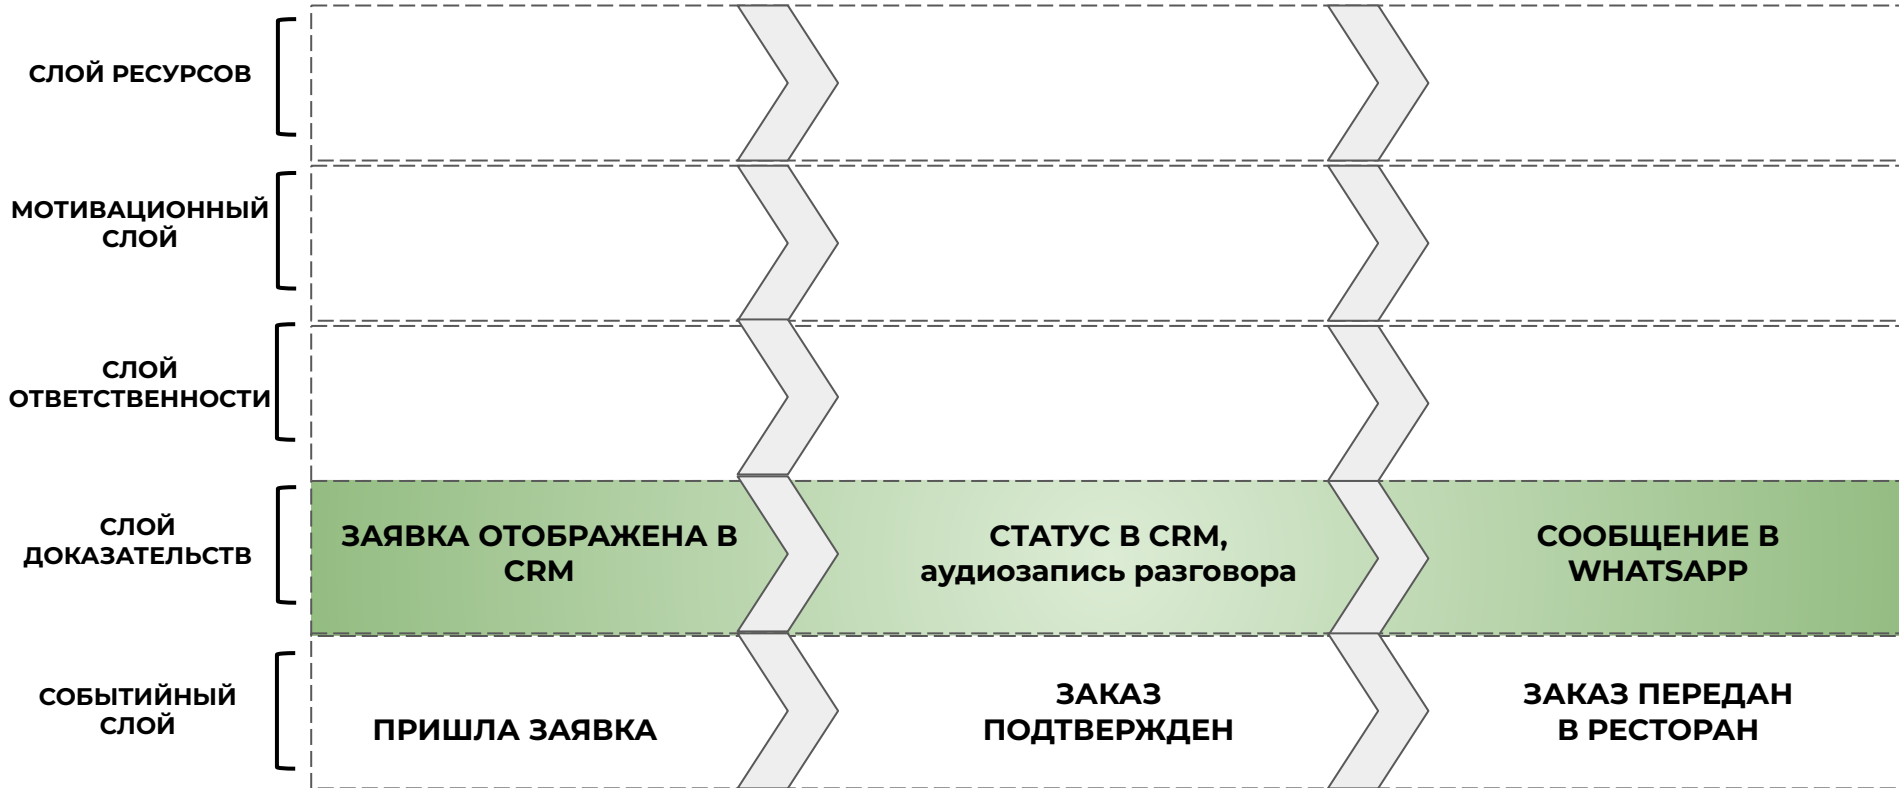 СЛОЙ РЕСУРСОВ
МОТИВАЦИОННЫЙ
СЛОЙ
СЛОЙ
ОТВЕТСТВЕННОСТИ
СЛОЙ
ДОКАЗАТЕЛЬСТВ
ЗАЯВКА ОТОБРАЖЕНА В
CRM
СТАТУС В CRM,
аудиозапись разговора
СООБЩЕНИЕ В
WHATSAPP
СОБЫТИЙНЫЙ
СЛОЙ
ПРИШЛА ЗАЯВКА
ЗАКАЗ
ПОДТВЕРЖДЕН
ЗАКАЗ ПЕРЕДАН
В РЕСТОРАН